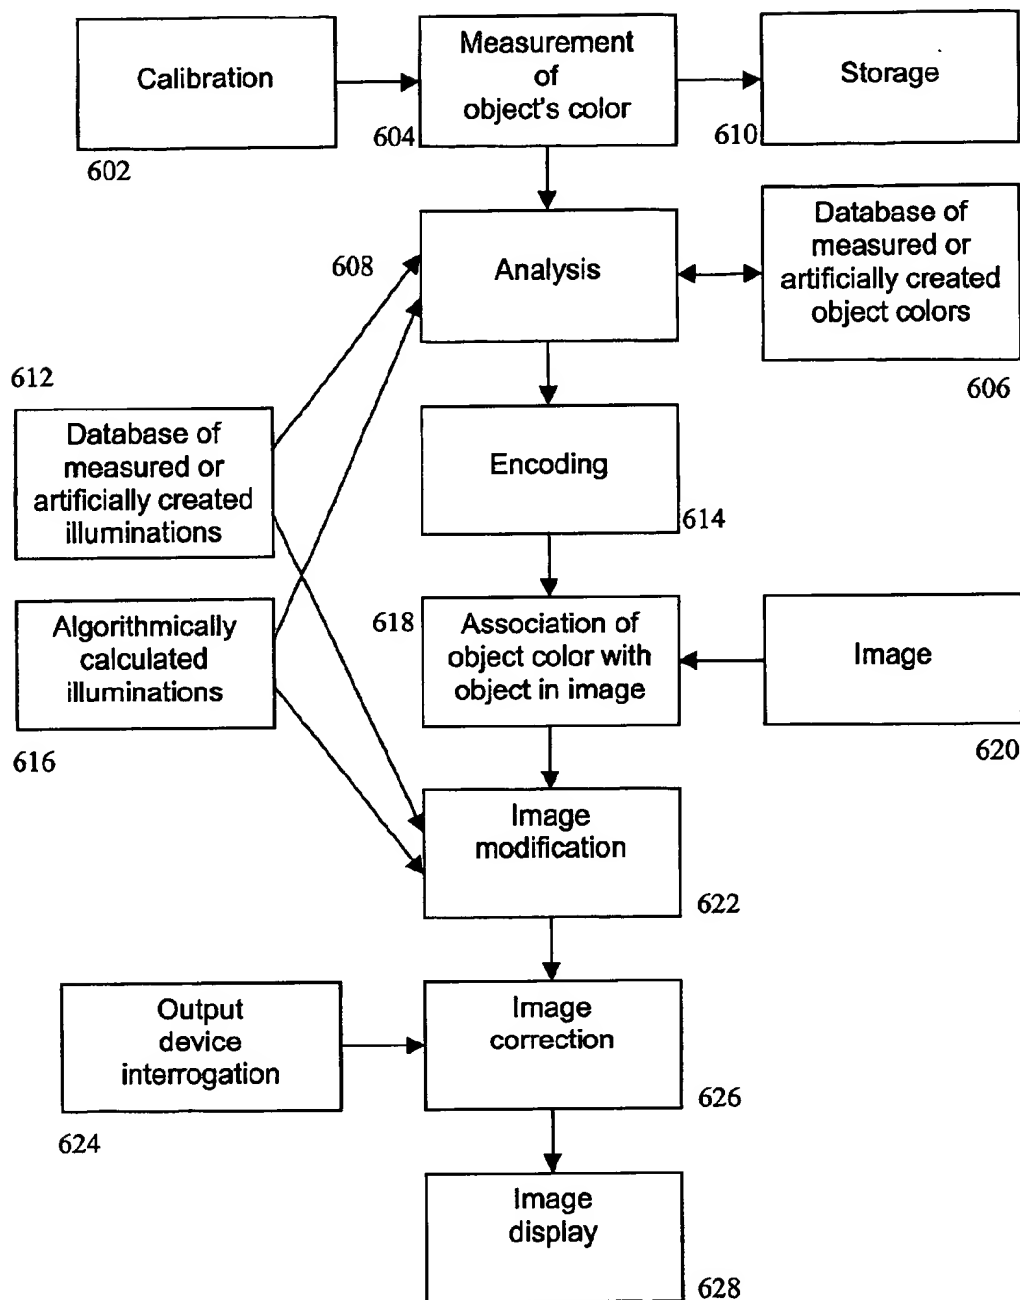 Calibration
602
Measurement
of
object's color
604
Storage
610
Analysis
608
Database of
measured or
artificially created
object colors
606
612
Database of
measured or
artificially created
illuminations
Encoding
614
Algorithmically
calculated
illuminations
616
618
Association of
object color with
object in image
Image
620
Image
modification
622
Output
device
interrogation
624
Image
correction
626
Image
display
628